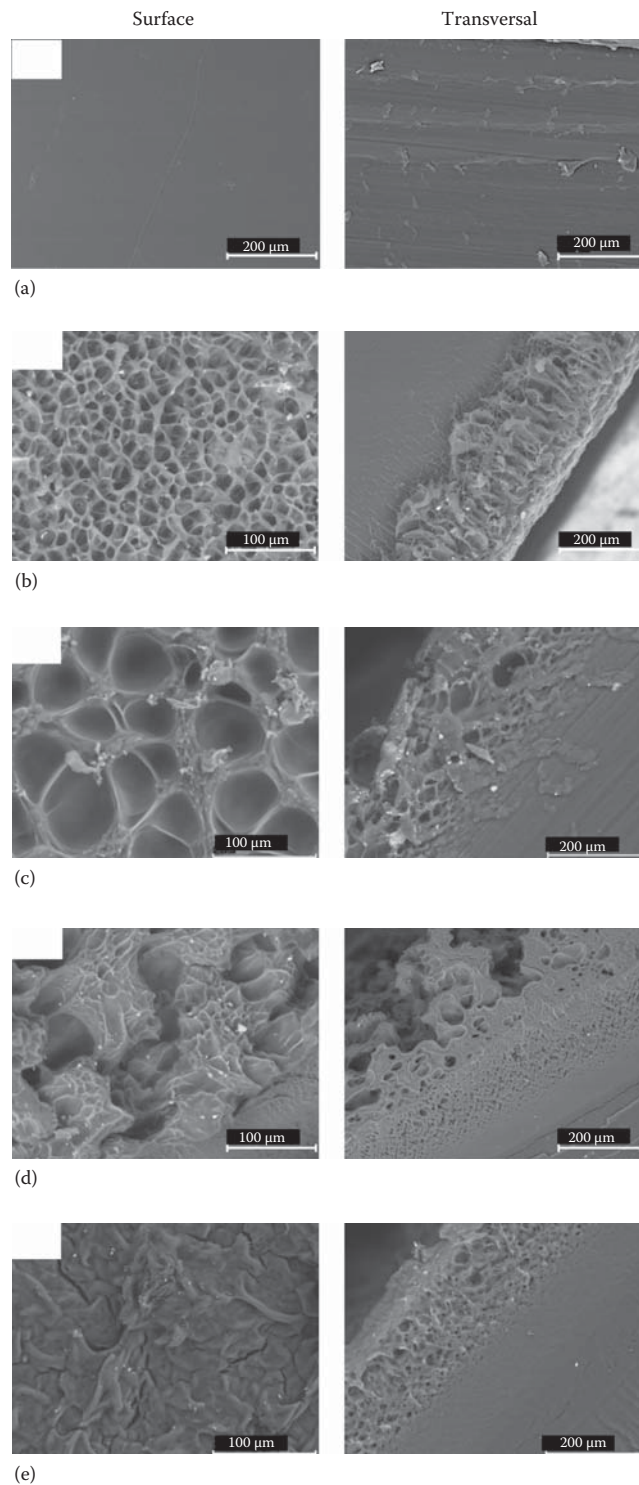 Surface Transversal
200 µm 200 µm
(a)
100 µm 200 µm
(b)
100 µm 200 µm
(c)
100 µm 200 µm
(d)
100 µm 200 µm
(e)